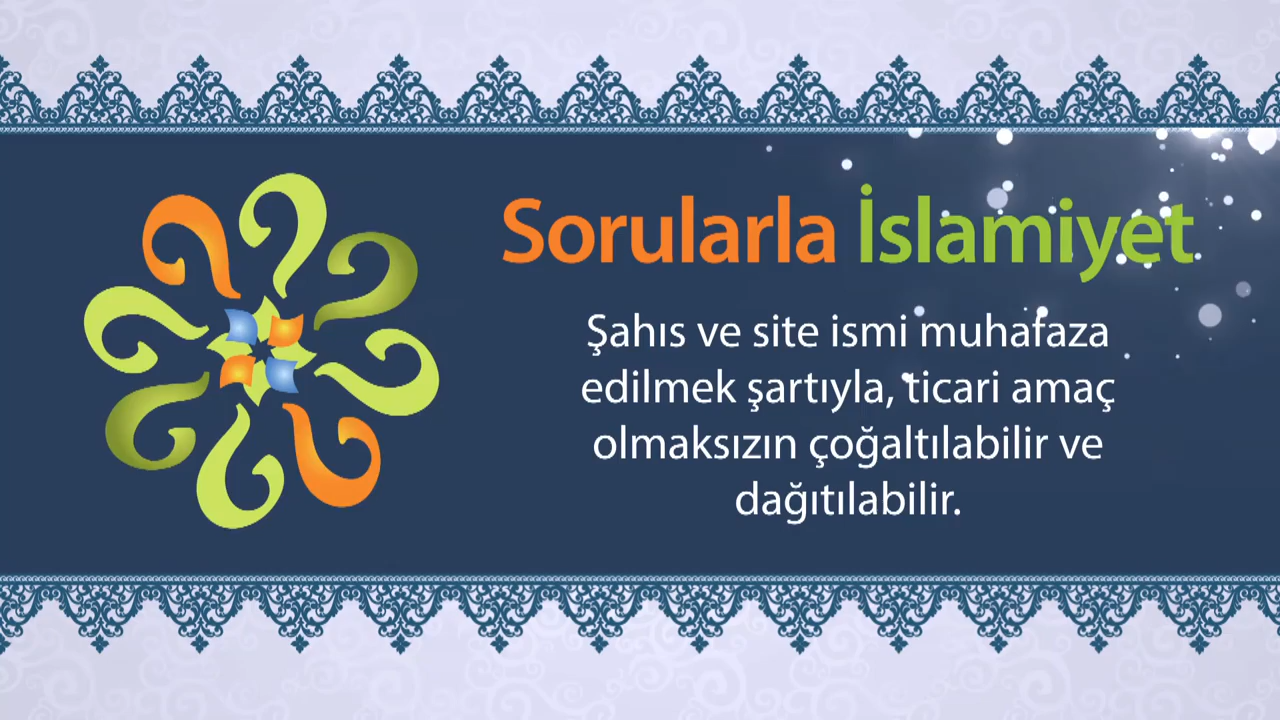 Sorularla İslamiyet
Şahıs ve site ismi muhafaza
edilmek şartıyla, ticari amaç
olmaksızın çoğaltılabilir ve
dağıtılabilir.